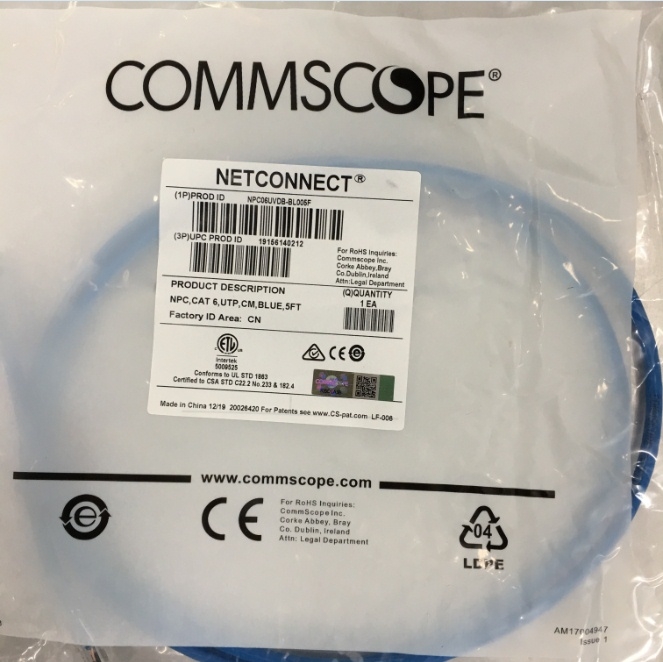 COMMSCOPE®
NETCONNECT®
(1P)PROD ID NPC06UVDB-BL005F
(3P)UPC PROD ID 19156140212
For RoHS Inquiries:
Commscope Inc.
Corke Abbey,Bray
Co.Dublin,Ireland
Attn:Legal Department
PRODUCT DESCRIPTION
(Q)QUANTITY
NPC,CAT 6,UTP,CM,BLUE,5FT
1 EA
Factory ID Area: CN
ETL
Intertek
5009525
CE
Conforms to UL STD 1863
Certified to CSA STD C22.2 No.233 & 182.4
Made in China 12/19 20026420 For Patents see www.CS-pat.com LF-006
www.commscope.com
e
CE
For RoHS Inquiries:
CommScope Inc.
Corke Abbey, Bray
Co. Dublin, Ireland
Attn: Legal Department
04
LDPE
AM17004947
Issue 1